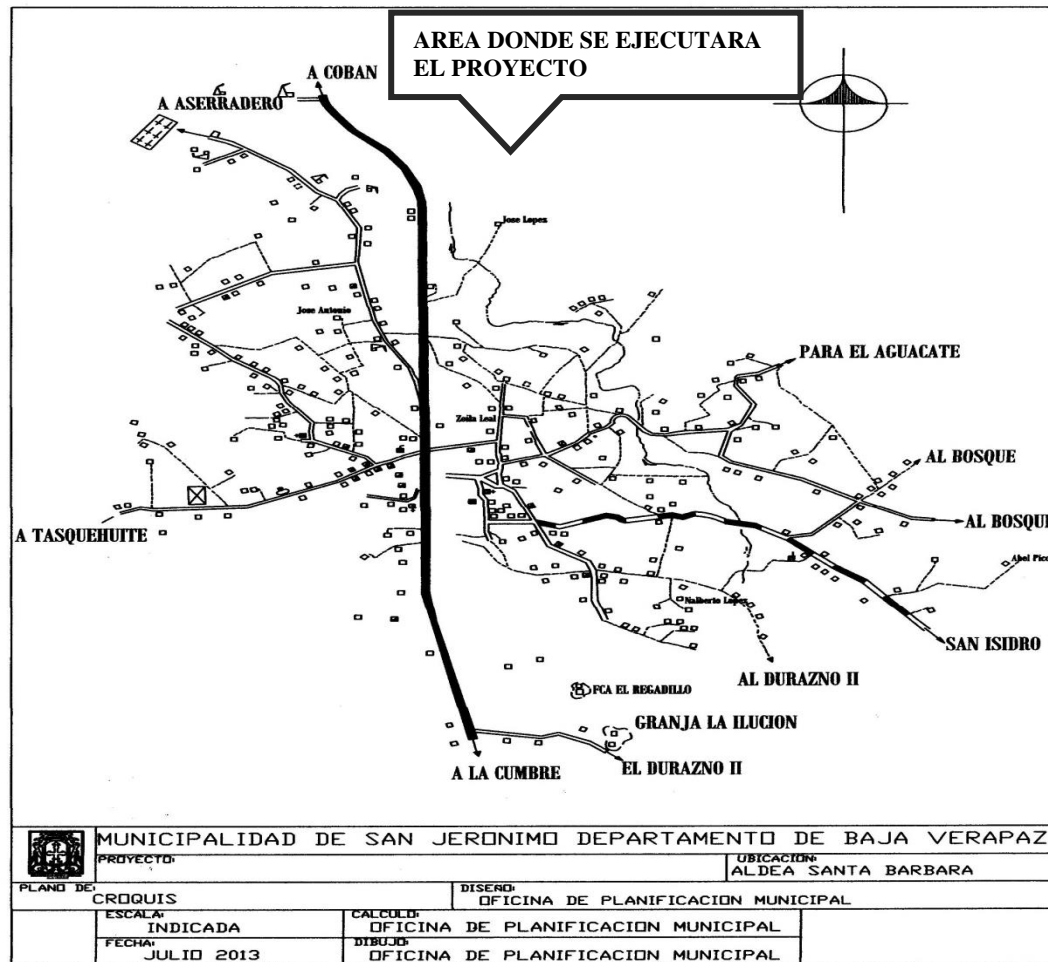 AREA DONDE SE EJECUTARA
EL PROYECTO
A COBAN
A ASERRADERO
Jose Lopez
Jose Antonio
PARA EL AGUACATE
Zoila Leal
AL BOSQUE
A TASQUEHUITE
AL BOSQUE
Abel Pico
Nalberto Lopez
SAN ISIDRO
AL DURAZNO II
FCA EL REGADILLO
GRANJA LA ILUCION
A LA CUMBRE
EL DURAZNO II
MUNICIPALIDAD DE SAN JERONIMO DEPARTAMENTO DE BAJA VERAPAZ
PROYECTO:
UBICACION:
ALDEA SANTA BARBARA
PLANO DE:
CROQUIS
DISEÑO:
OFICINA DE PLANIFICACION MUNICIPAL
ESCALA:
INDICADA
CALCULO:
OFICINA DE PLANIFICACION MUNICIPAL
FECHA:
JULIO 2013
DIBUJO:
OFICINA DE PLANIFICACION MUNICIPAL